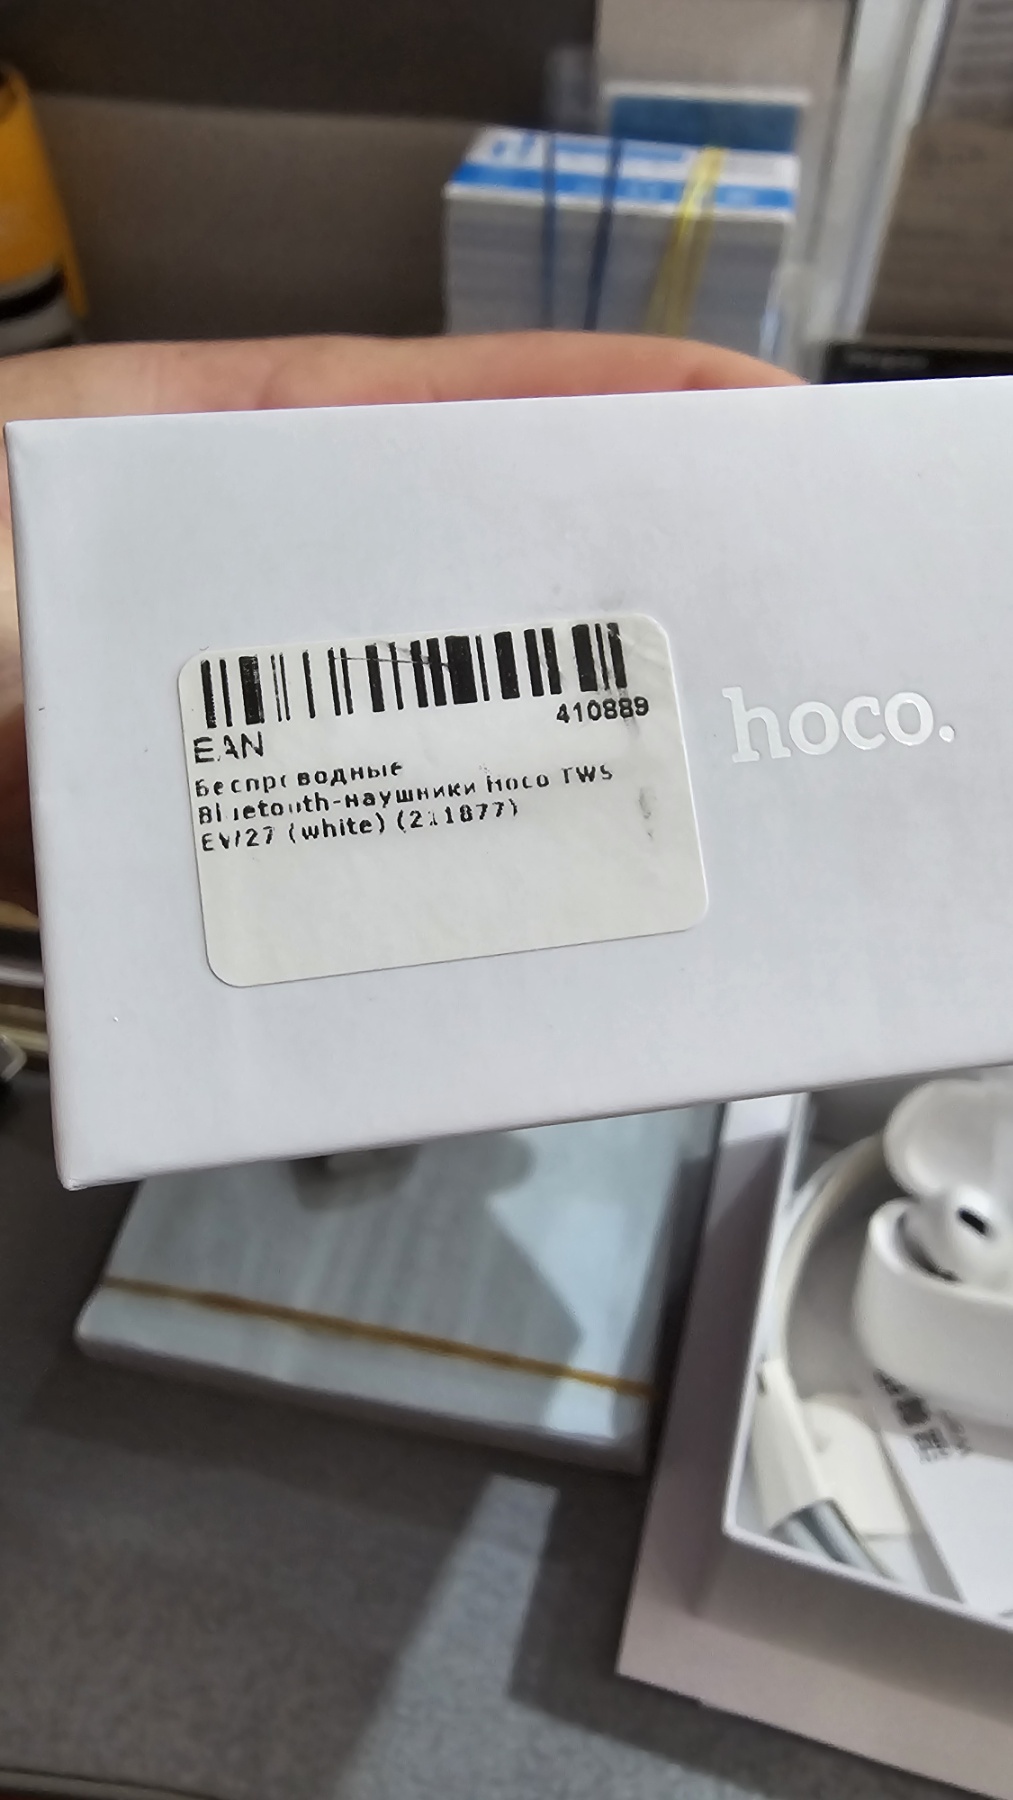 410889
EAN
Беспроводные
Bluetooth-наушники Hoco TWS
EW27 (white)
hoco.